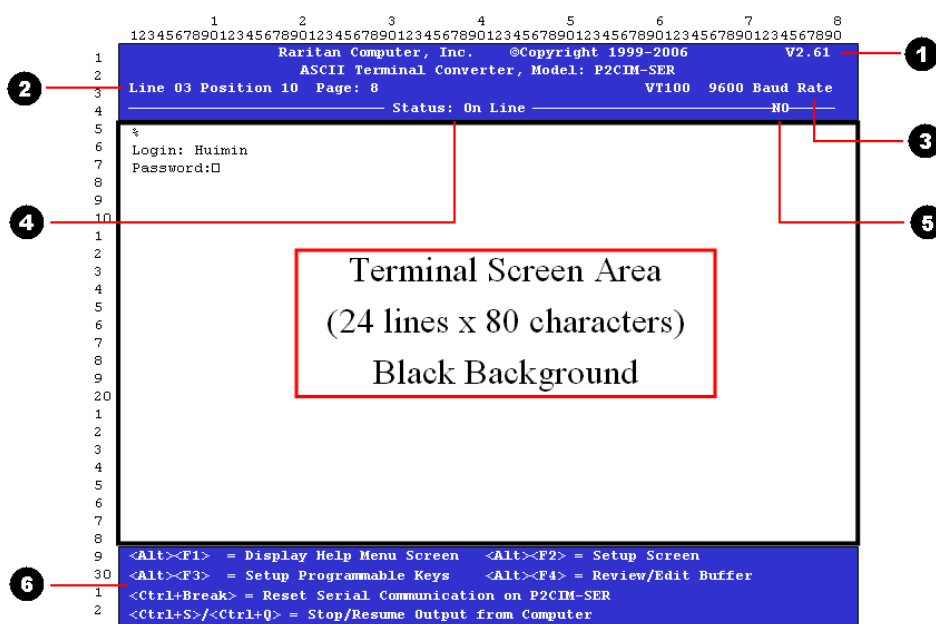 1 2 3 4 5 6 7 8
12345678901234567890123456789012345678901234567890123456789012345678901234567890
1 Raritan Computer, Inc. ©Copyright 1999-2006 V2.61 1
2 ASCII Terminal Converter, Model: P2CIM-SER
2 3 Line 03 Position 10 Page: 8 VT100 9600 Baud Rate
4 Status: On Line NO
5 %
3
6 Login: Huimin
7 Password:
8
9
4 10 5
1
2
3 Terminal Screen Area
4
5 (24 lines x 80 characters)
6
7
8 Black Background
9
20
1
2
3
4
5
6
7
8
9 <Alt><F1> = Display Help Menu Screen <Alt><F2> = Setup Screen
6 30 <Alt><F3> = Setup Programmable Keys <Alt><F4> = Review/Edit Buffer
1 <Ctrl+Break> = Reset Serial Communication on P2CIM-SER
2 <Ctrl+S>/<Ctrl+Q> = Stop/Resume Output from Computer